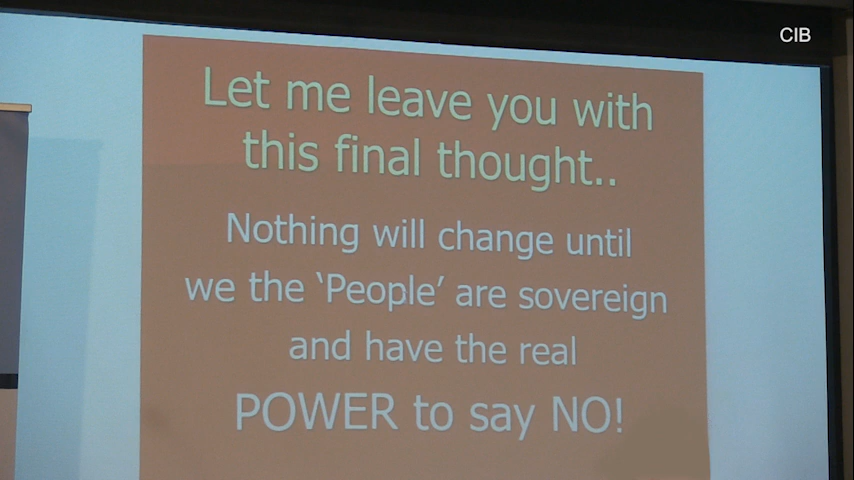 CIB
Let me leave you with
this final thought..
Nothing will change until
we the ‘People’ are sovereign
and have the real
POWER to say NO!